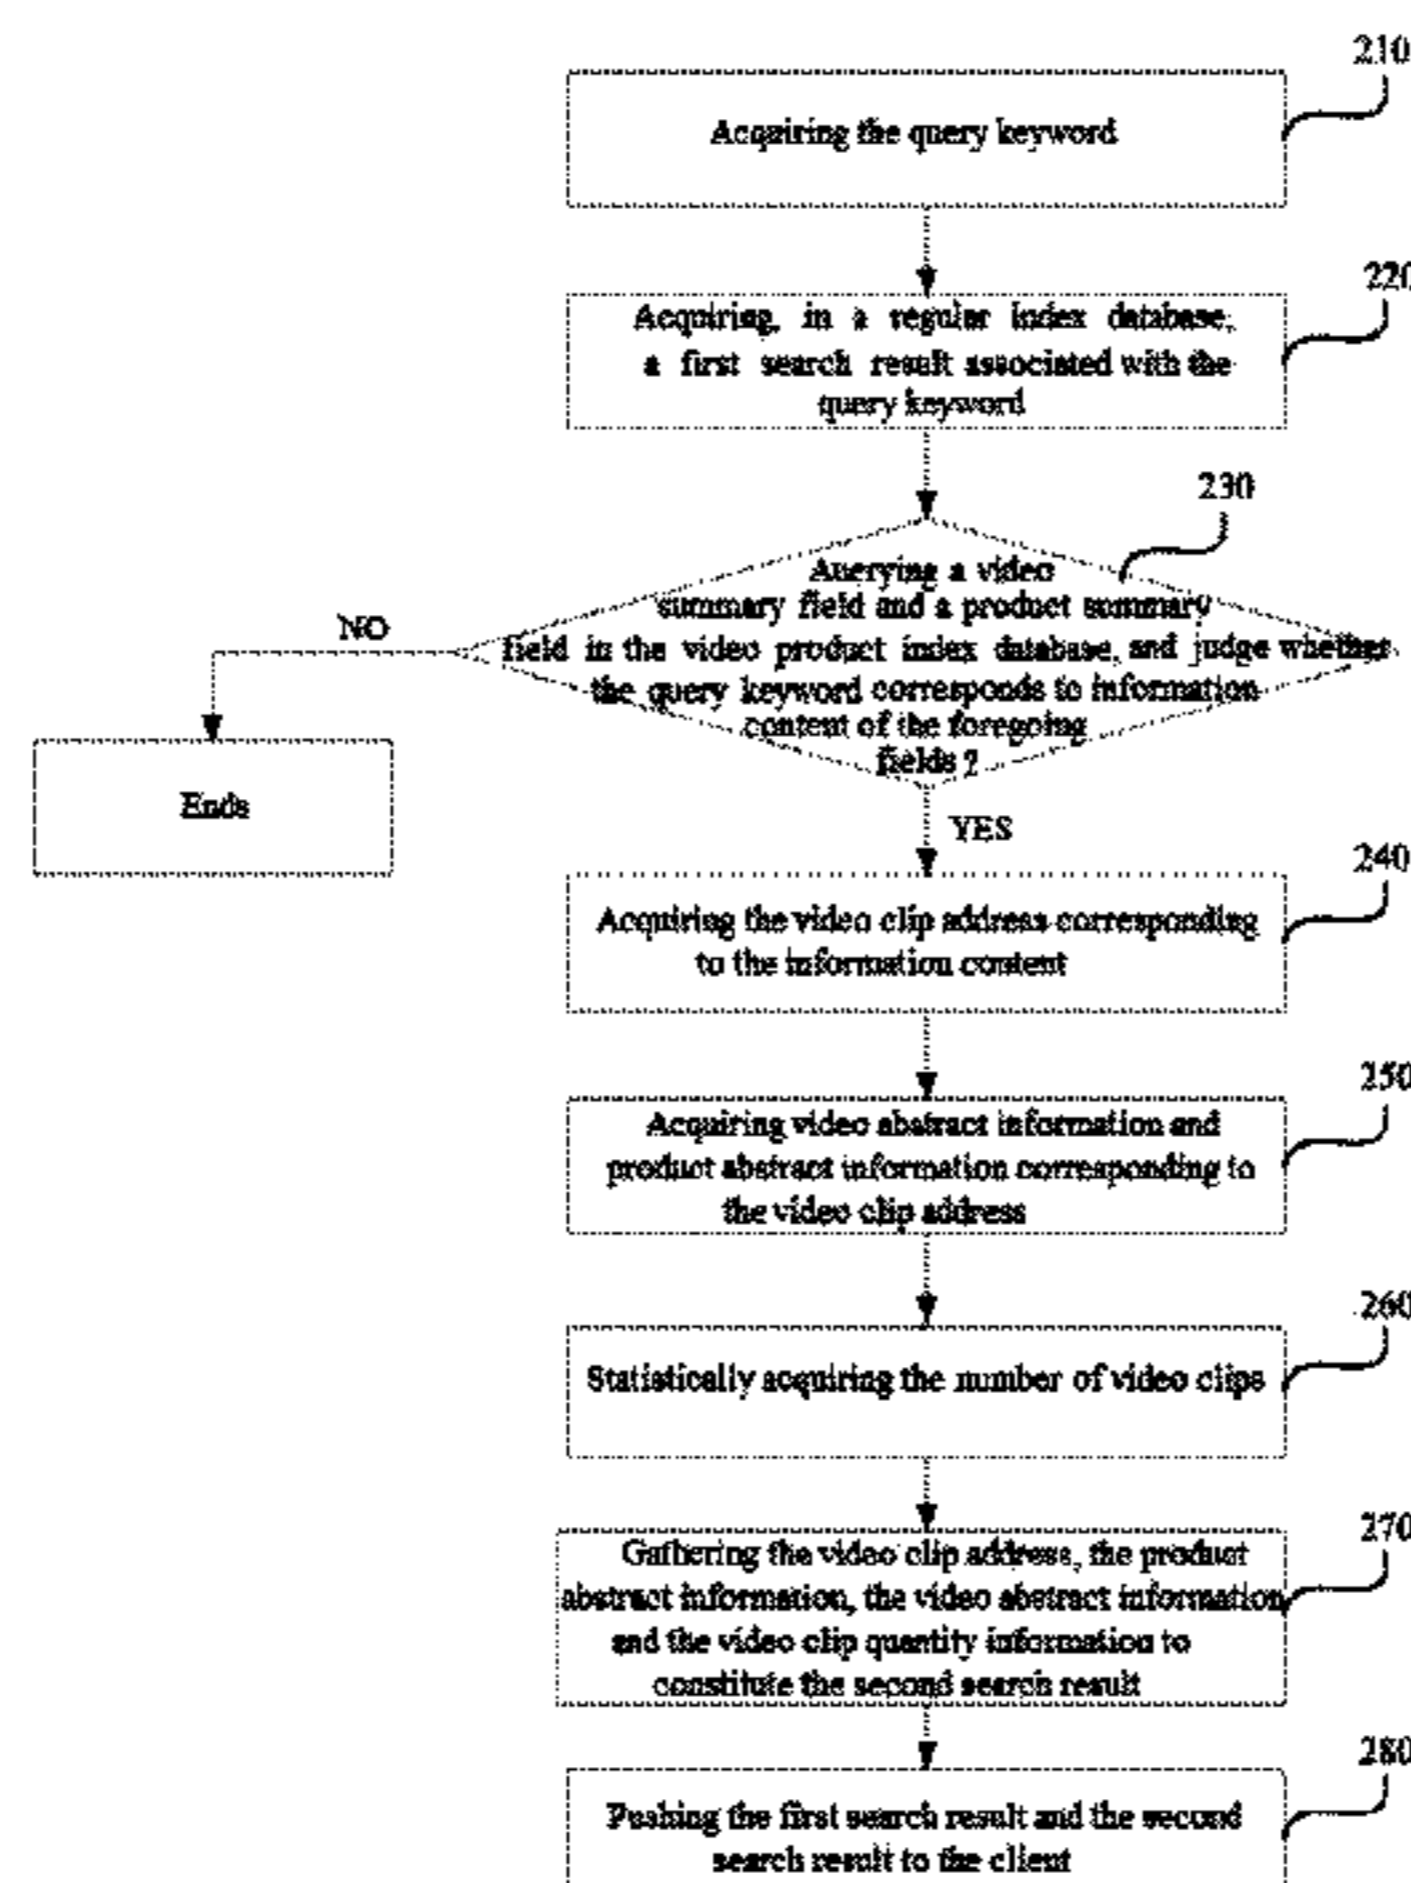 210
Acquiring the query keyword
220
Acquiring, in a regular index database,
a first search result associated with the
query keyword
230
Auerying a video
summary field and a product summary
field in the video product index database, and judge whether
the query keyword corresponds to information
content of the foregoing
fields ?
NO
Ends
YES
240
Acquiring the video clip address corresponding
to the information content
250
Acquiring video abstract information and
product abstract information corresponding to
the video clip address
260
Statistically acquiring the number of video clips
270
Gathering the video clip address, the product
abstract information, the video abstract information
and the video clip quantity information to
constitute the second search result
280
Pushing the first search result and the second
search result to the client